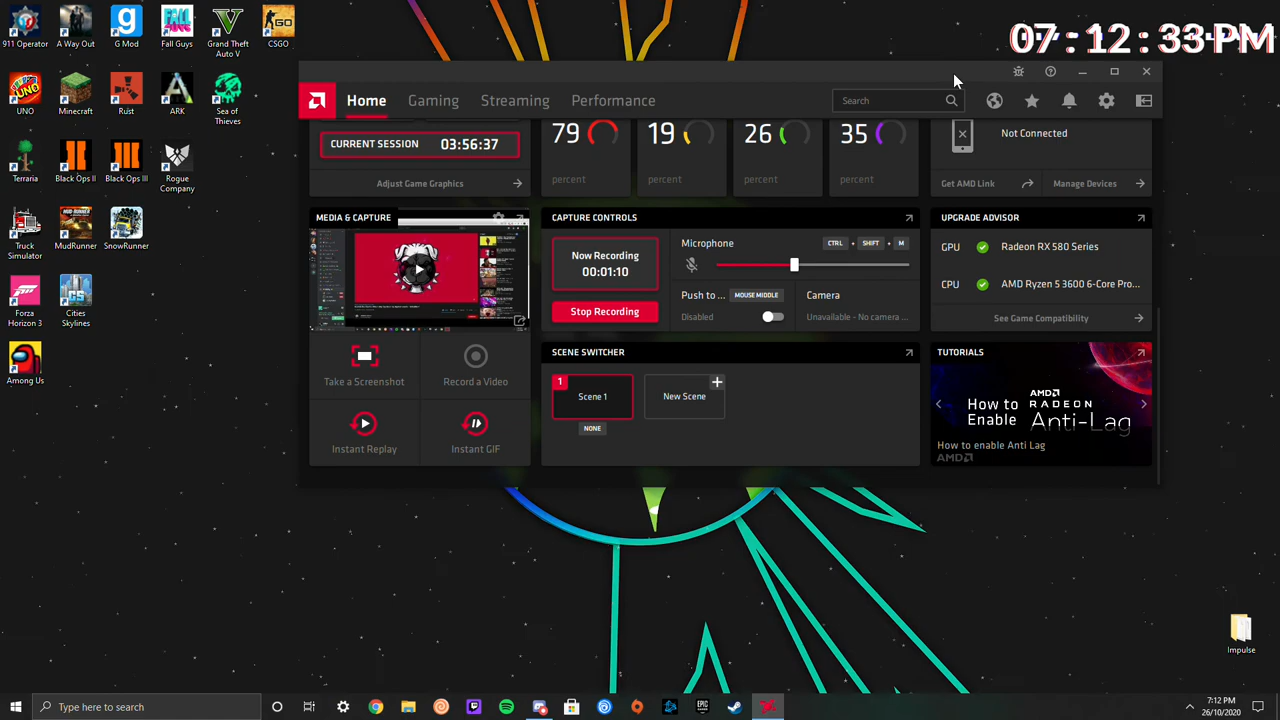 911 Operator
A Way Out
G Mod
Fall Guys
Grand Theft
Auto V
CSGO
UNO
Minecraft
Rust
ARK
Sea of
Thieves
Terraria
Black Ops II
Black Ops III
Rogue
Company
Truck
Simulator
MudRunner
SnowRunner
Forza
Horizon 3
Cities
Skylines
Among Us
07:12:33PM
Home
Gaming
Streaming
Performance
Search
CURRENT SESSION
03:56:37
Adjust Game Graphics
79
percent
19
percent
26
percent
35
percent
Not Connected
Get AMD Link
Manage Devices
MEDIA & CAPTURE
Take a Screenshot
Record a Video
Instant Replay
Instant GIF
CAPTURE CONTROLS
Now Recording
00:01:10
Stop Recording
Microphone
CTRL + SHIFT + M
Push to ...
MOUSE MIDDLE
Camera
Disabled
Unavailable - No camera ...
SCENE SWITCHER
1
Scene 1
NONE
New Scene
UPGRADE ADVISOR
GPU
Radeon RX 580 Series
CPU
AMD Ryzen 5 3600 6-Core Pro...
See Game Compatibility
TUTORIALS
How to
Enable
AMD
RADEON
Anti-Lag
How to enable Anti Lag
AMD
Impulse
Type here to search
EPIC
7:12 PM
26/10/2020